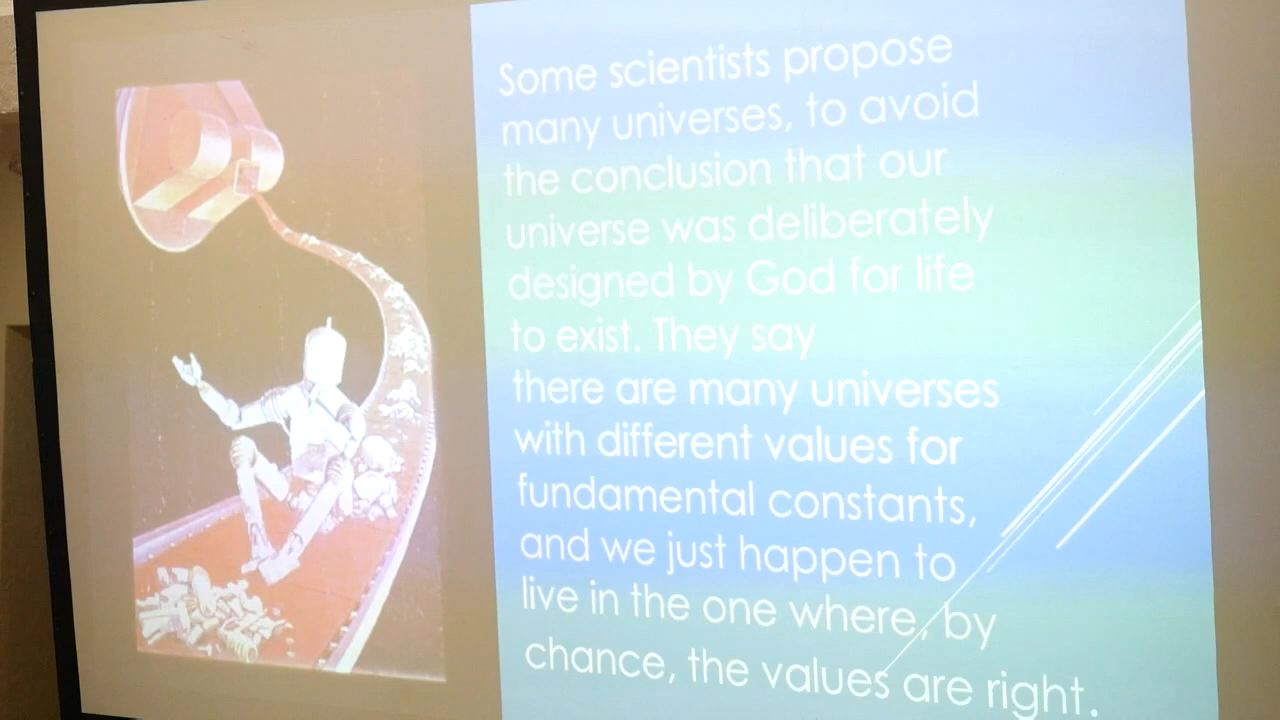 Some scientists propose
many universes, to avoid
the conclusion that our
universe was deliberately
designed by God for life
to exist. They say
there are many universes
with different values for
fundamental constants,
and we just happen to
live in the one where, by
chance, the values are right.